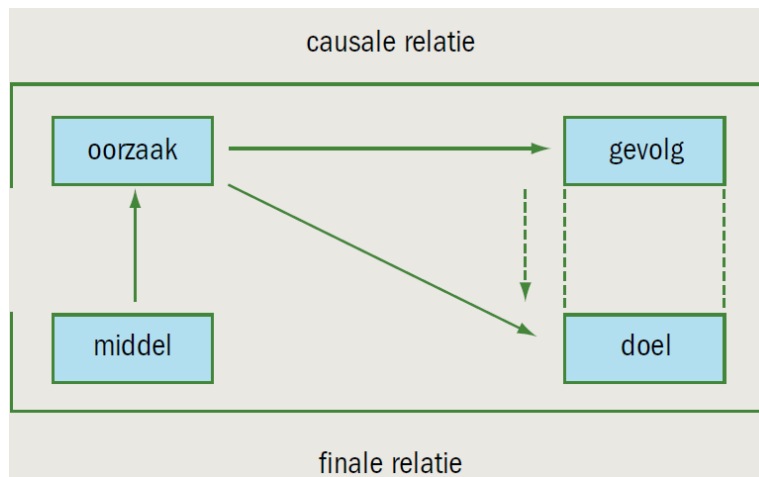 causale relatie
oorzaak
gevolg
middel
doel
finale relatie